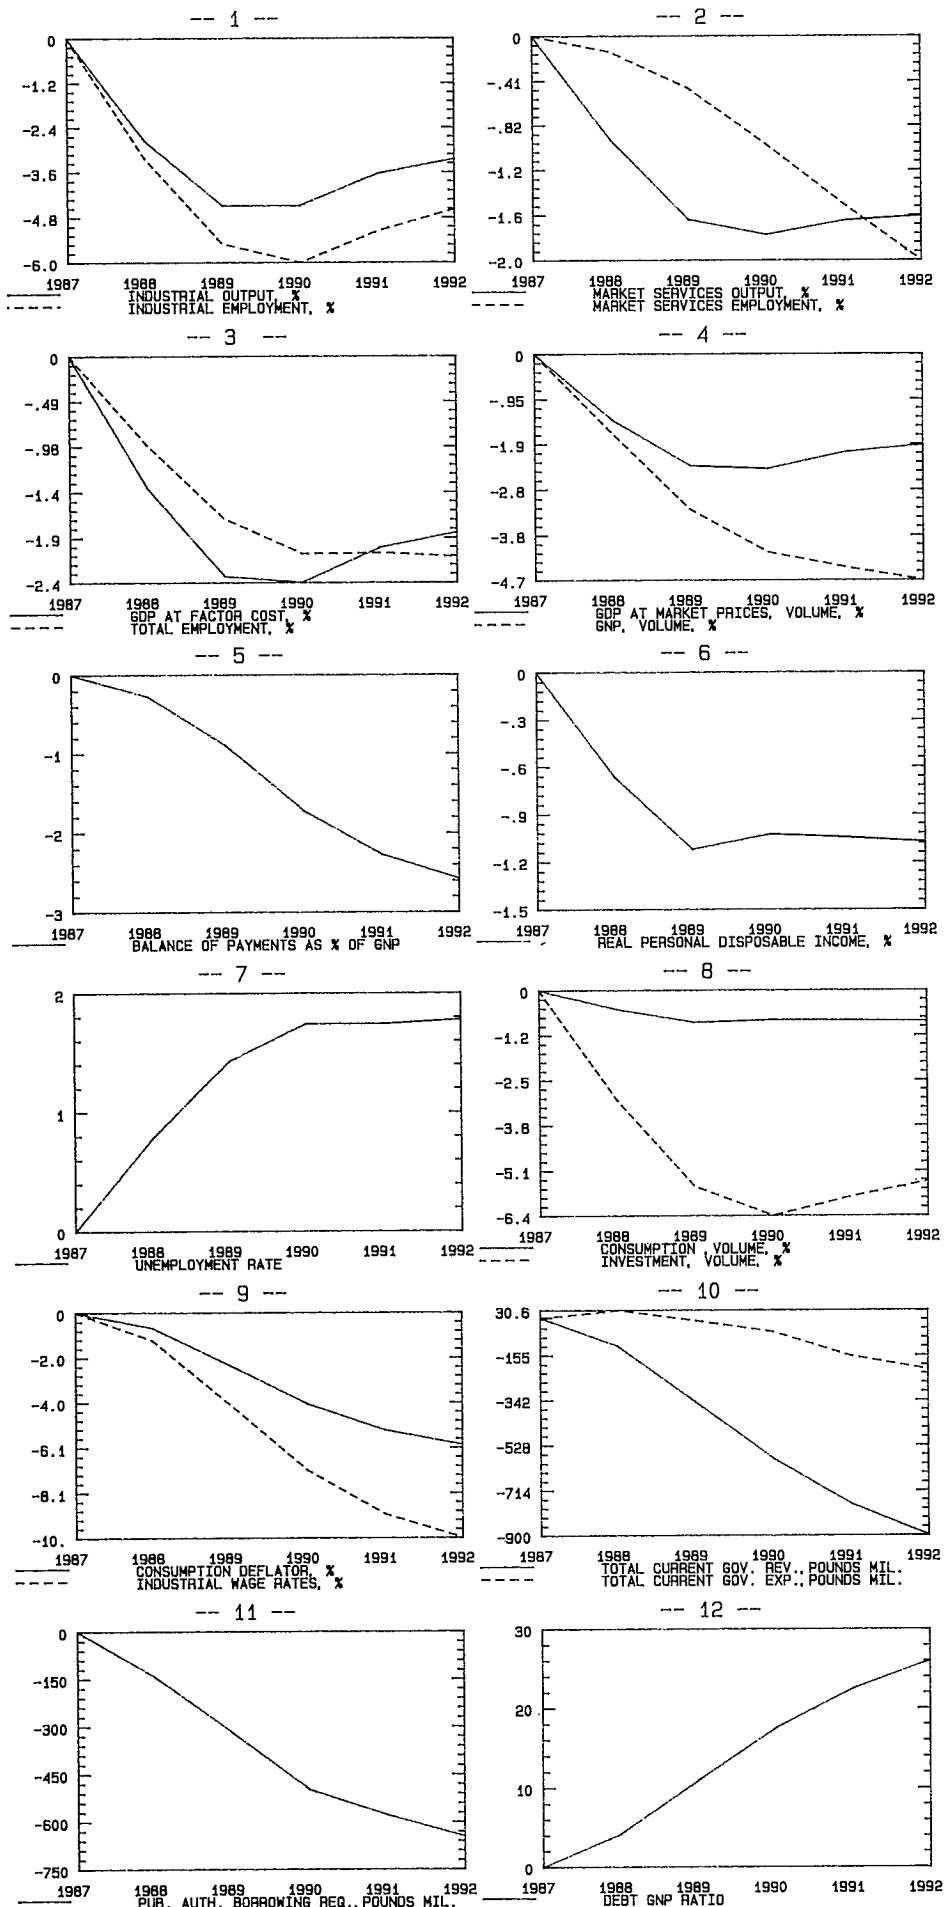 -- 1 --
0
-1.2
-2.4
-3.6
-4.8
-6.0
1987 1988 1989 1990 1991 1992
INDUSTRIAL OUTPUT, %
INDUSTRIAL EMPLOYMENT, %
-- 2 --
0
-.41
-.82
-1.2
-1.6
-2.0
1987 1988 1989 1990 1991 1992
MARKET SERVICES OUTPUT, %
MARKET SERVICES EMPLOYMENT, %
-- 3 --
0
-.49
-.98
-1.4
-1.9
-2.4
1987 1988 1989 1990 1991 1992
GDP AT FACTOR COST, %
TOTAL EMPLOYMENT, %
-- 4 --
0
-.95
-1.9
-2.8
-3.8
-4.7
1987 1988 1989 1990 1991 1992
GDP AT MARKET PRICES, VOLUME, %
GNP, VOLUME, %
-- 5 --
0
-1
-2
-3
1987 1988 1989 1990 1991 1992
BALANCE OF PAYMENTS AS % OF GNP
-- 6 --
0
-.3
-.6
-.9
-1.2
-1.5
1987 1988 1989 1990 1991 1992
REAL PERSONAL DISPOSABLE INCOME, %
-- 7 --
2
1
0
1987 1988 1989 1990 1991 1992
UNEMPLOYMENT RATE
-- 8 --
0
-1.2
-2.5
-3.8
-5.1
-6.4
1987 1988 1989 1990 1991 1992
CONSUMPTION , VOLUME, %
INVESTMENT, VOLUME, %
-- 9 --
0
-2.0
-4.0
-6.1
-8.1
-10.
1987 1988 1989 1990 1991 1992
CONSUMPTION DEFLATOR, %
INDUSTRIAL WAGE RATES, %
-- 10 --
30.6
-155
-342
-528
-714
-900
1987 1988 1989 1990 1991 1992
TOTAL CURRENT GOV. REV., POUNDS MIL.
TOTAL CURRENT GOV. EXP., POUNDS MIL.
-- 11 --
0
-150
-300
-450
-600
-750
1987 1988 1989 1990 1991 1992
PUB. AUTH. BORROWING REQ., POUNDS MIL.
-- 12 --
30
20
10
0
1987 1988 1989 1990 1991 1992
DEBT GNP RATIO